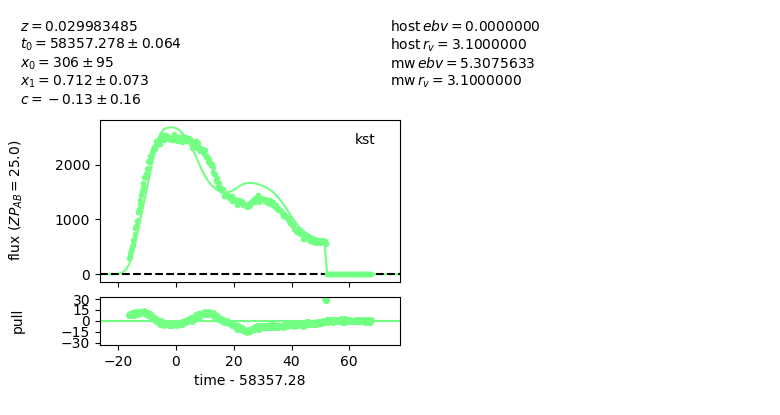 z = 0.029983485
t₀ = 58357.278 ± 0.064
x₀ = 306 ± 95
x₁ = 0.712 ± 0.073
c = −0.13 ± 0.16
host ebv = 0.0000000
host rᵥ = 3.1000000
mw ebv = 5.3075633
mw rᵥ = 3.1000000
kst
flux (ZP_AB = 25.0)
2000
1000
0
pull
30
15
0
−15
−30
−20 0 20 40 60
time - 58357.28